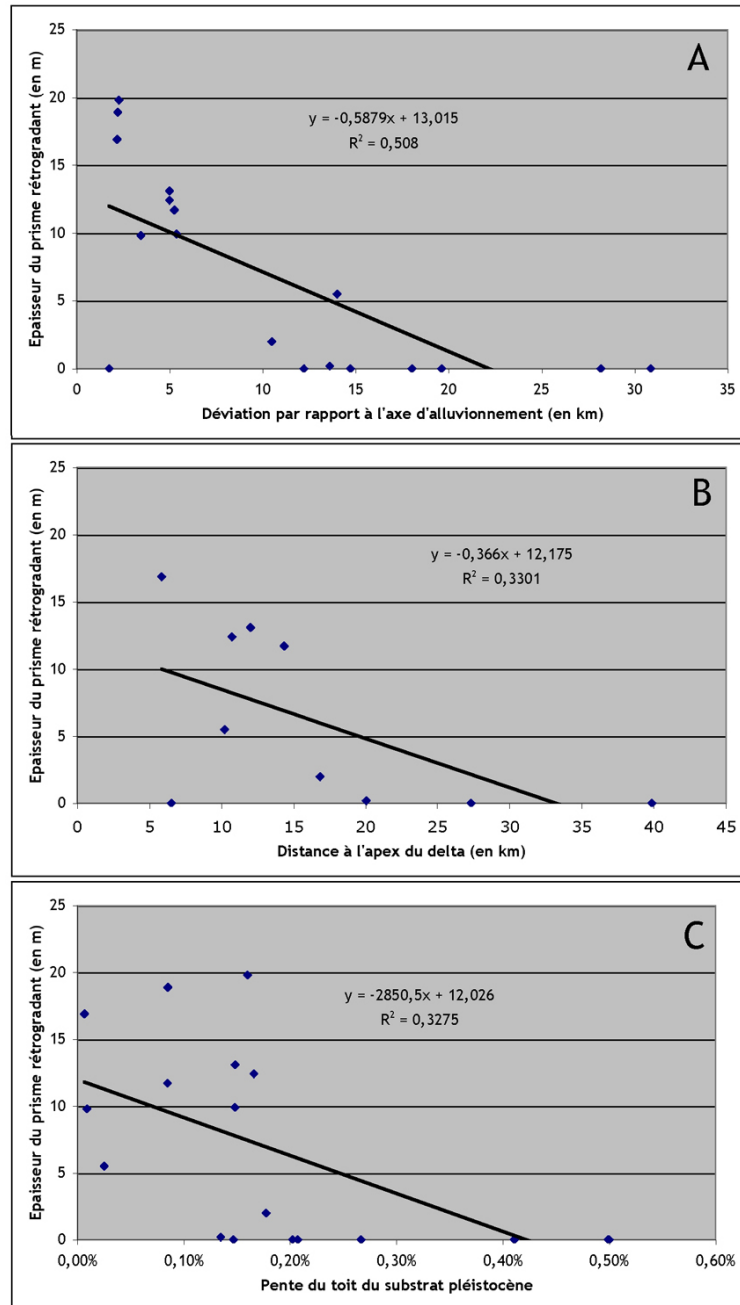 A
Epaisseur du prisme rétrogradant (en m)
25
20
15
10
5
0
y = -0,5879x + 13,015
R² = 0,508
0 5 10 15 20 25 30 35
Déviation par rapport à l'axe d'alluvionnement (en km)
B
Epaisseur du prisme rétrogradant (en m)
25
20
15
10
5
0
y = -0,366x + 12,175
R² = 0,3301
0 5 10 15 20 25 30 35 40 45
Distance à l'apex du delta (en km)
C
Epaisseur du prisme rétrogradant (en m)
25
20
15
10
5
0
y = -2850,5x + 12,026
R² = 0,3275
0,00% 0,10% 0,20% 0,30% 0,40% 0,50% 0,60%
Pente du toit du substrat pléistocène